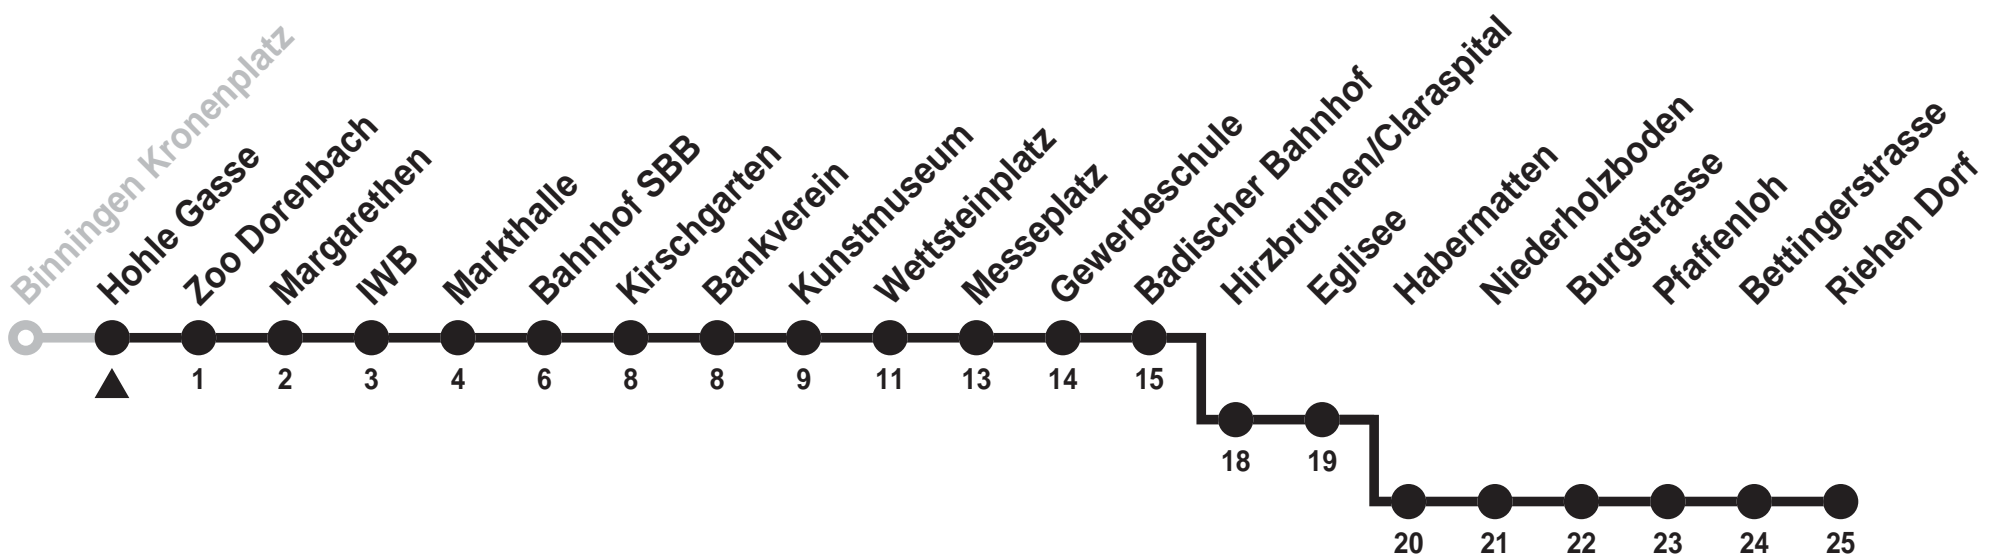 Binningen Kronenplatz
Hohle Gasse
Zoo Dorenbach
Margarethen
IWB
Markthalle
Bahnhof SBB
Kirschgarten
Bankverein
Kunstmuseum
Wettsteinplatz
Messeplatz
Gewerbeschule
Badischer Bahnhof
Hirzbrunnen/Claraspital
Eglisee
Habermatten
Niederholzboden
Burgstrasse
Pfaffenloh
Bettingerstrasse
Riehen Dorf
1 2 3 4 6 8 8 9 11 13 14 15
18 19
20 21 22 23 24 25